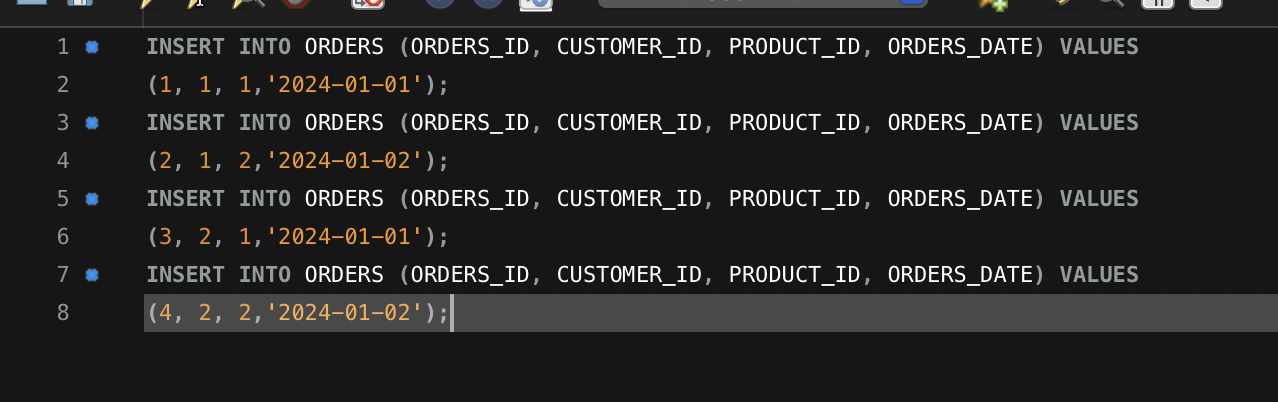 1 INSERT INTO ORDERS (ORDERS_ID, CUSTOMER_ID, PRODUCT_ID, ORDERS_DATE) VALUES
2 (1, 1, 1,'2024-01-01');
3 INSERT INTO ORDERS (ORDERS_ID, CUSTOMER_ID, PRODUCT_ID, ORDERS_DATE) VALUES
4 (2, 1, 2,'2024-01-02');
5 INSERT INTO ORDERS (ORDERS_ID, CUSTOMER_ID, PRODUCT_ID, ORDERS_DATE) VALUES
6 (3, 2, 1,'2024-01-01');
7 INSERT INTO ORDERS (ORDERS_ID, CUSTOMER_ID, PRODUCT_ID, ORDERS_DATE) VALUES
8 (4, 2, 2,'2024-01-02');